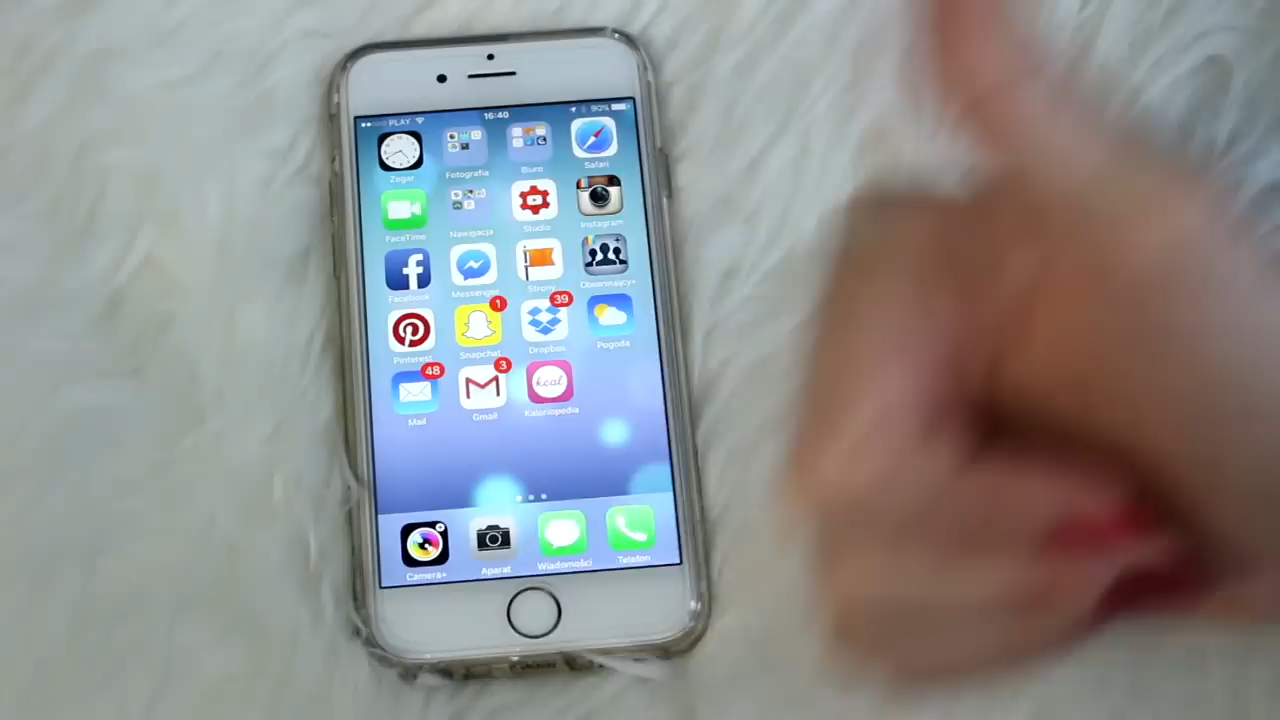 PLAY 16:40 90%
Zegar Fotografia Biuro Safari
FaceTime Nawigacja Studio Instagram
Facebook Messenger Strony Obserwujący+
1 39
Pinterest Snapchat Dropbox Pogoda
48 3 kcal
Mail Gmail Kaloriopedia
Camera+ Aparat Wiadomości Telefon